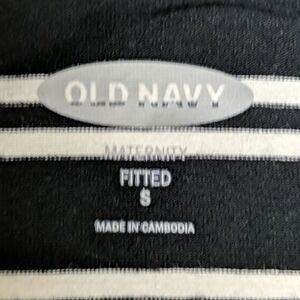 OLD NAVY
MATERNITY
FITTED
S
MADE IN CAMBODIA